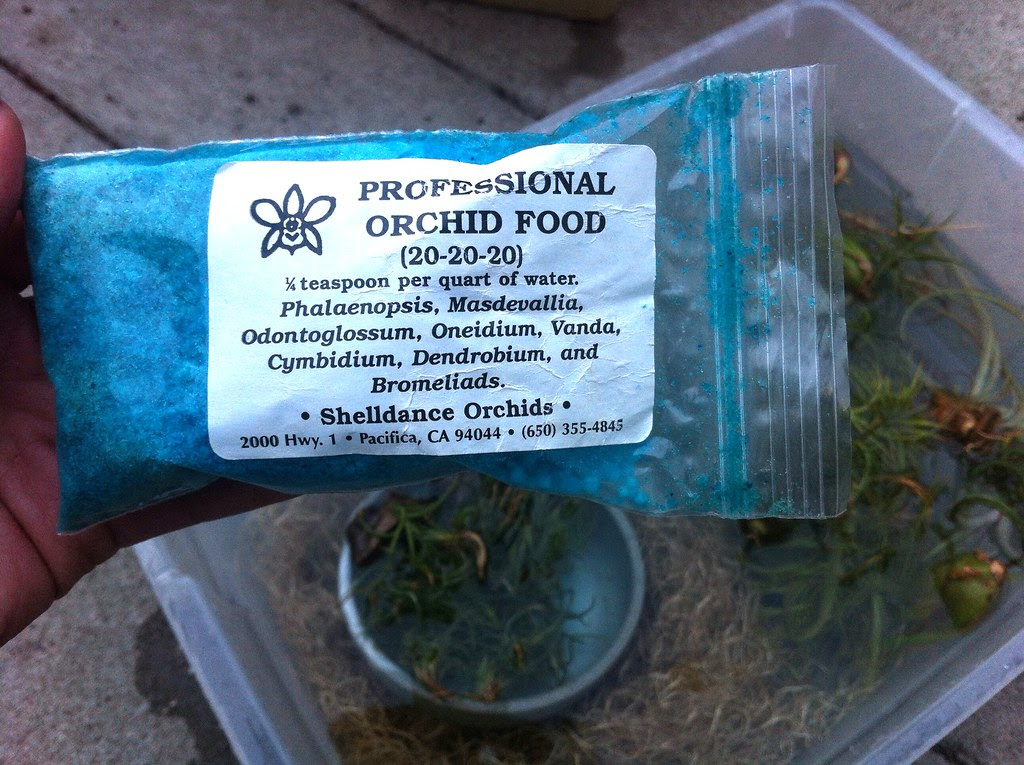 PROFESSIONAL
ORCHID FOOD
(20-20-20)
¼ teaspoon per quart of water.
Phalaenopsis, Masdevallia,
Odontoglossum, Oneidium, Vanda,
Cymbidium, Dendrobium, and
Bromeliads.
• Shelldance Orchids •
2000 Hwy. 1 • Pacifica, CA 94044 • (650) 355-4845